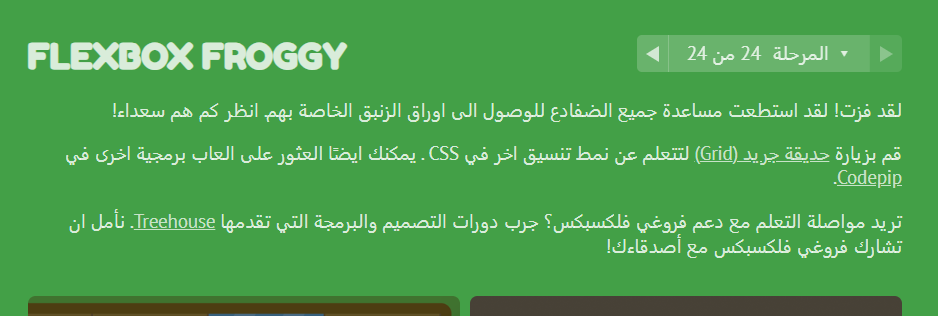 FLEXBOX FROGGY
المرحلة 24 من 24
لقد فزت! لقد استطعت مساعدة جميع الضفادع للوصول الى اوراق الزنبق الخاصة بهم. انظر كم هم سعداء!
قم بزيارة حديقة جريد (Grid) لتتعلم عن نمط تنسيق اخر في CSS . يمكنك ايضًا العثور على العاب برمجية اخرى في
Codepip.
تريد مواصلة التعلم مع دعم فروغي فلكسبكس؟ جرب دورات التصميم والبرمجة التي تقدمها Treehouse. نأمل ان
تشارك فروغي فلكسبكس مع أصدقاءك!